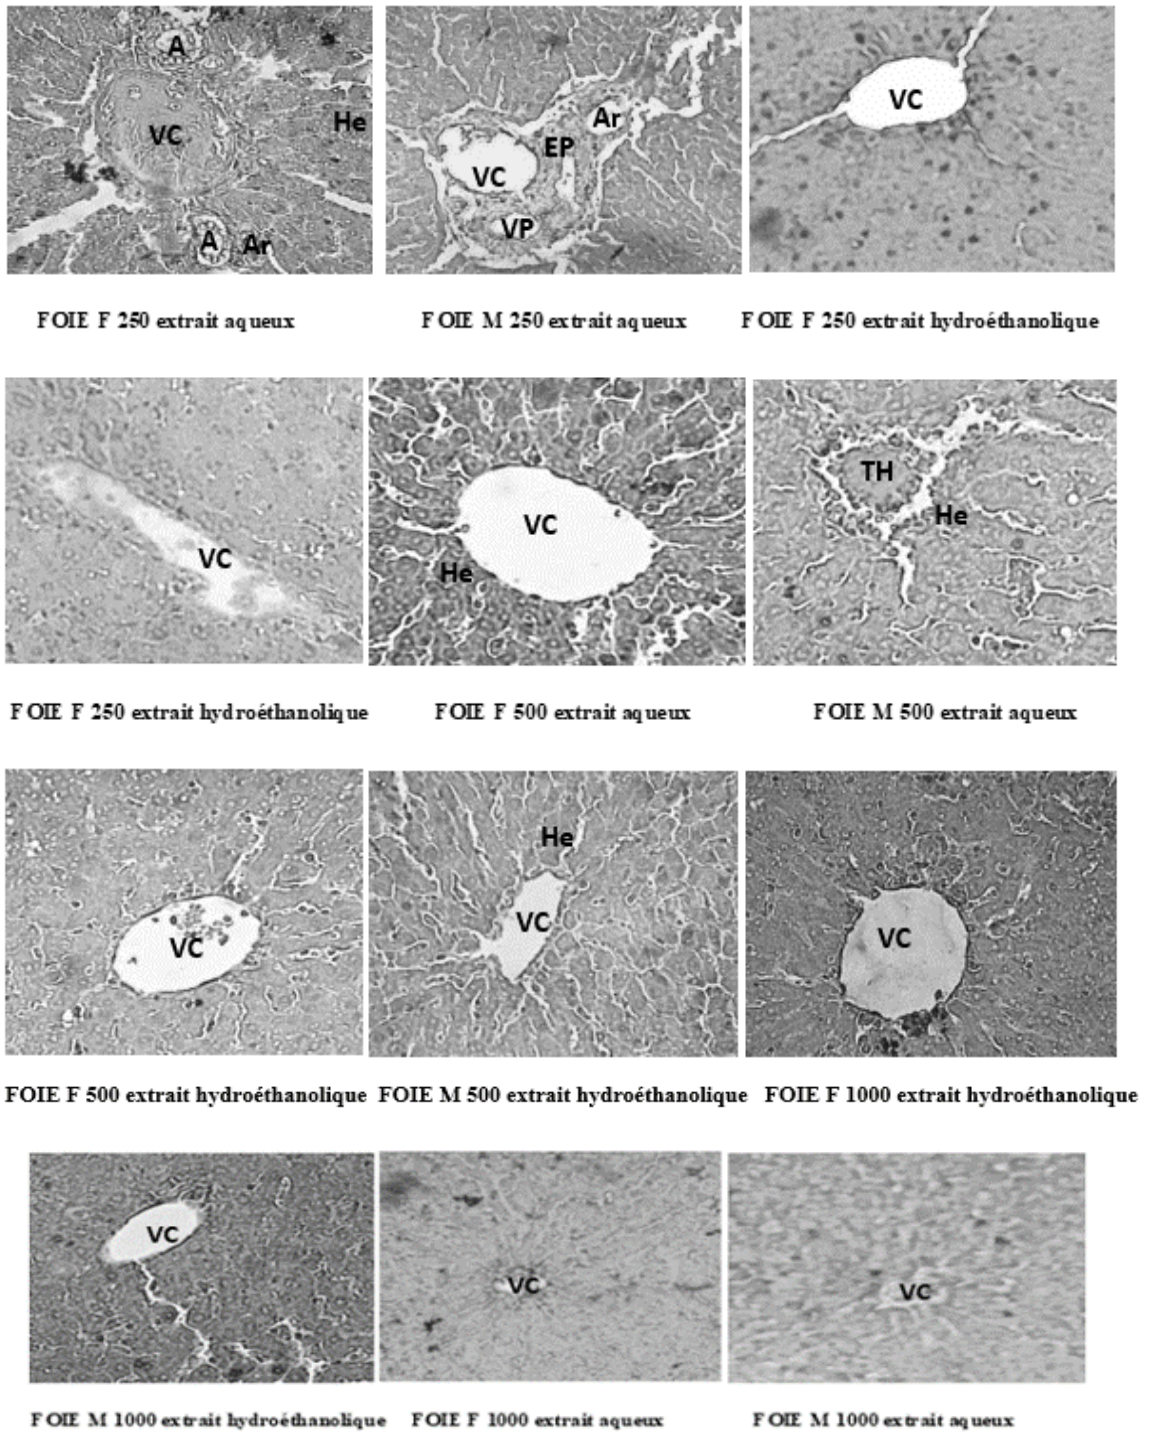 A
VC
He
A
Ar
Ar
EP
VC
VP
VC
FOIE F 250 extrait aqueux
FOIE M 250 extrait aqueux
FOIE F 250 extrait hydroéthanolique
VC
VC
He
TH
He
FOIE F 250 extrait hydroéthanolique
FOIE F 500 extrait aqueux
FOIE M 500 extrait aqueux
VC
He
VC
VC
FOIE F 500 extrait hydroéthanolique
FOIE M 500 extrait hydroéthanolique
FOIE F 1000 extrait hydroéthanolique
VC
VC
VC
FOIE M 1000 extrait hydroéthanolique
FOIE F 1000 extrait aqueux
FOIE M 1000 extrait aqueux